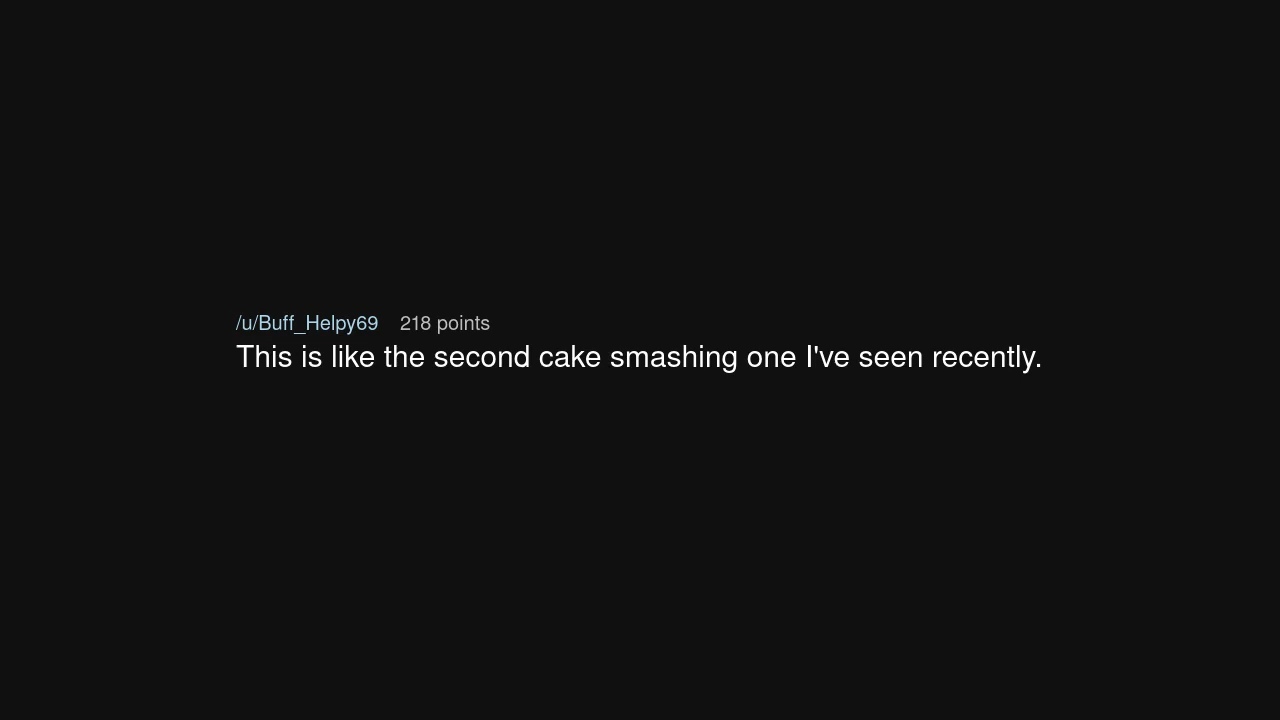 /u/Buff_Helpy69 218 points
This is like the second cake smashing one I've seen recently.